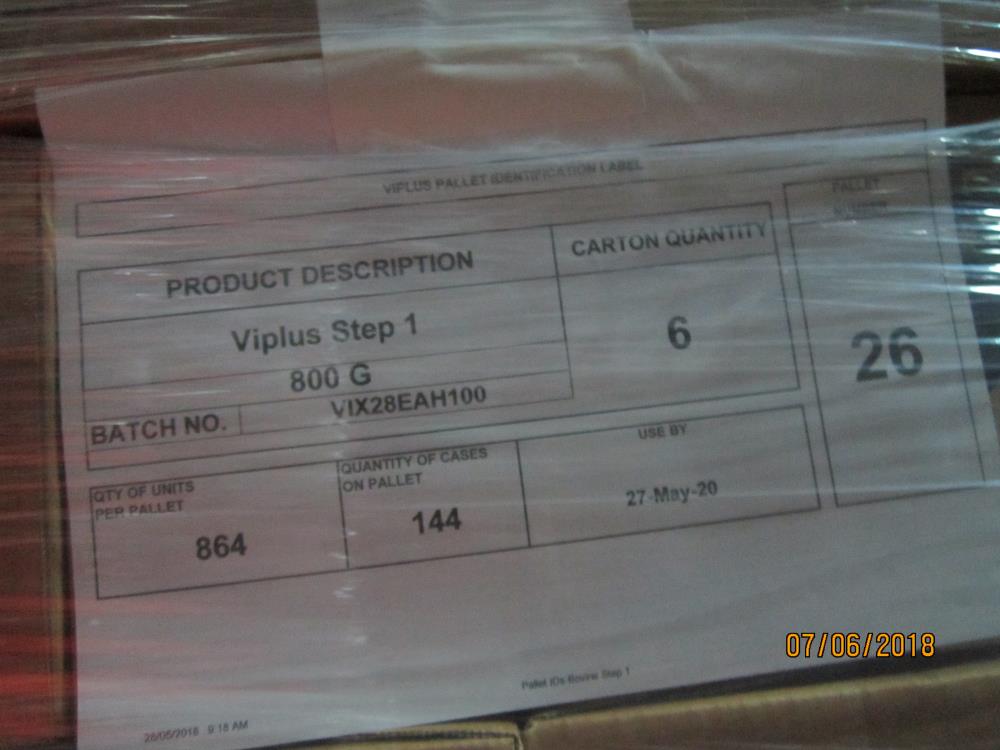 VIPLUS PALLET IDENTIFICATION LABEL
PRODUCT DESCRIPTION
CARTON QUANTITY
PALLET
NUMBER
Viplus Step 1
6
26
800 G
BATCH NO.
VIX28EAH100
QTY OF UNITS
PER PALLET
QUANTITY OF CASES
ON PALLET
USE BY
864
144
27-May-20
07/06/2018
Pallet IDs Bovine Step 1
28/05/2018 9:18 AM